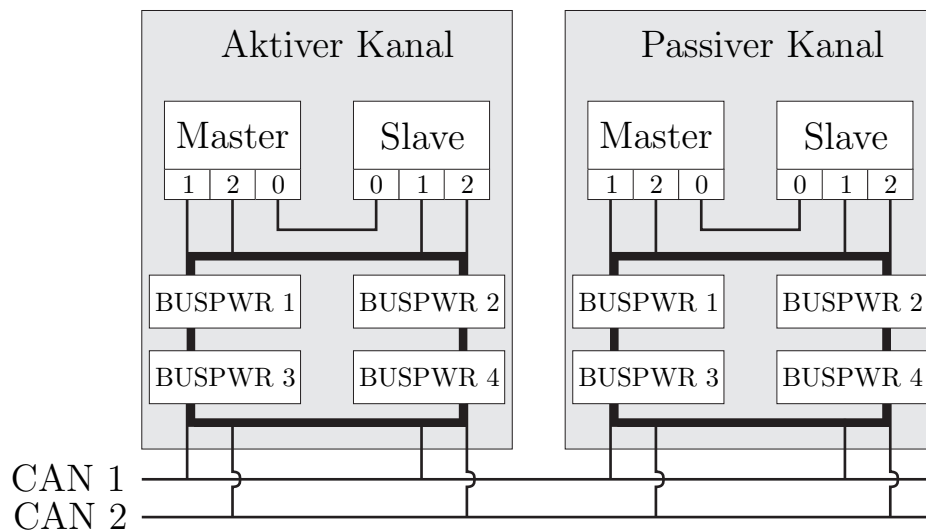 Aktiver Kanal Passiver Kanal
Master Slave Master Slave
1 2 0 0 1 2 1 2 0 0 1 2
BUSPWR 1 BUSPWR 2 BUSPWR 1 BUSPWR 2
BUSPWR 3 BUSPWR 4 BUSPWR 3 BUSPWR 4
CAN 1
CAN 2